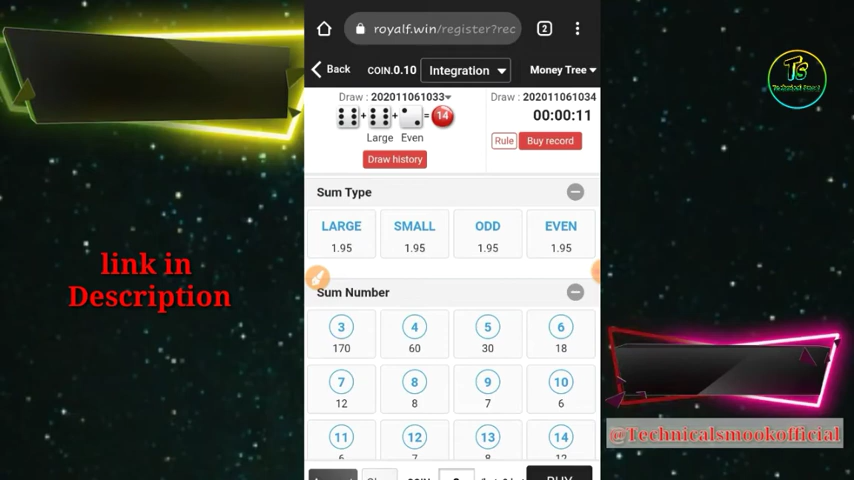 royalf.win/register?rec
2
Back
COIN.0.10
Integration
Money Tree
Draw : 202011061033
Draw : 202011061034
+ + = 14
00:00:11
Large Even
Rule
Buy record
Draw history
Sum Type
LARGE SMALL ODD EVEN
1.95 1.95 1.95 1.95
Sum Number
3 4 5 6
170 60 30 18
7 8 9 10
12 8 7 6
11 12 13 14
link in
Description
TS
@Technicalsmookofficial